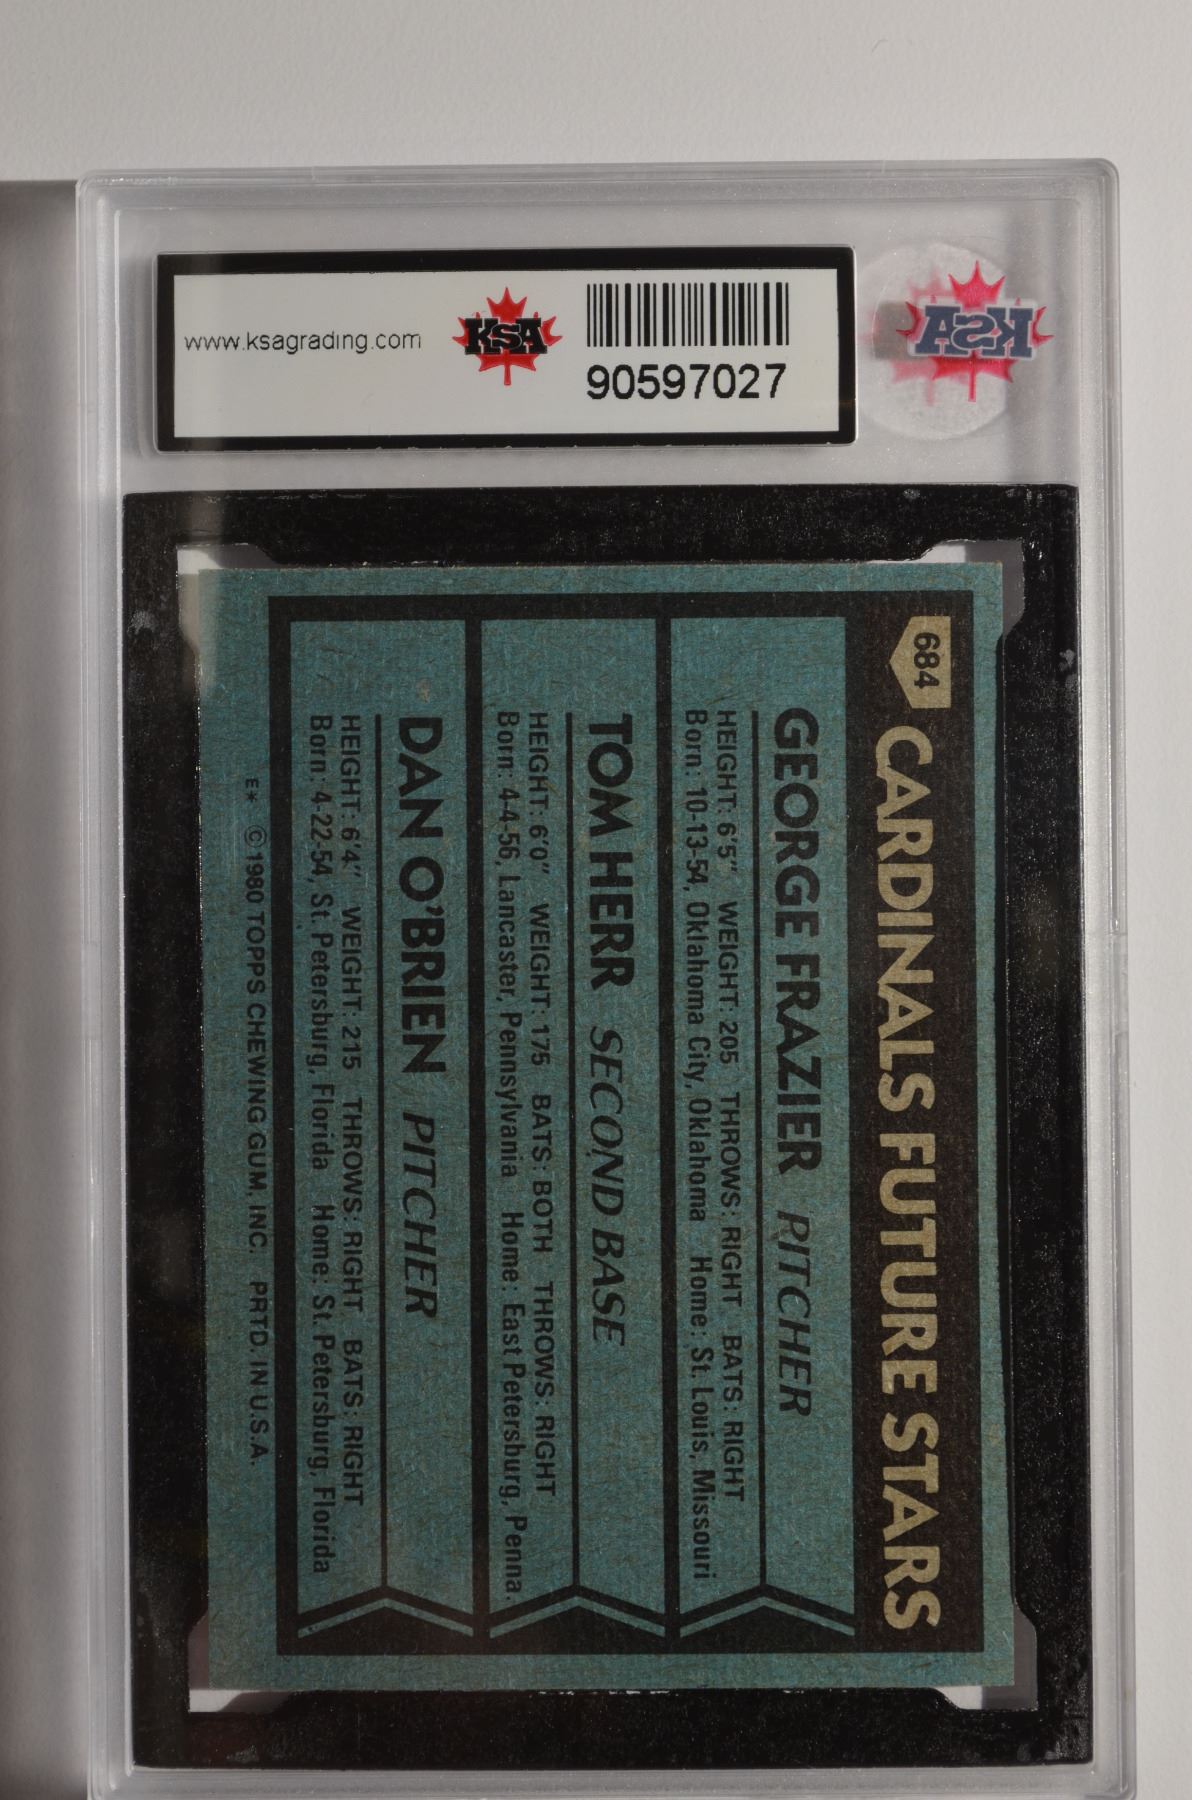 www.ksagrading.com
KSA
90597027
KSA
684
CARDINALS FUTURE STARS
GEORGE FRAZIER PITCHER
HEIGHT: 6'5" WEIGHT: 205 THROWS: RIGHT BATS: RIGHT
Born: 10-13-54, Oklahoma City, Oklahoma Home: St. Louis, Missouri
TOM HERR SECOND BASE
HEIGHT: 6'0" WEIGHT: 175 BATS: BOTH THROWS: RIGHT
Born: 4-4-56, Lancaster, Pennsylvania Home: East Petersburg, Penna.
DAN O'BRIEN PITCHER
HEIGHT: 6'4" WEIGHT: 215 THROWS: RIGHT BATS: RIGHT
Born: 4-22-54, St. Petersburg, Florida Home: St. Petersburg, Florida
E* © 1980 TOPPS CHEWING GUM, INC. PRTD. IN U.S.A.